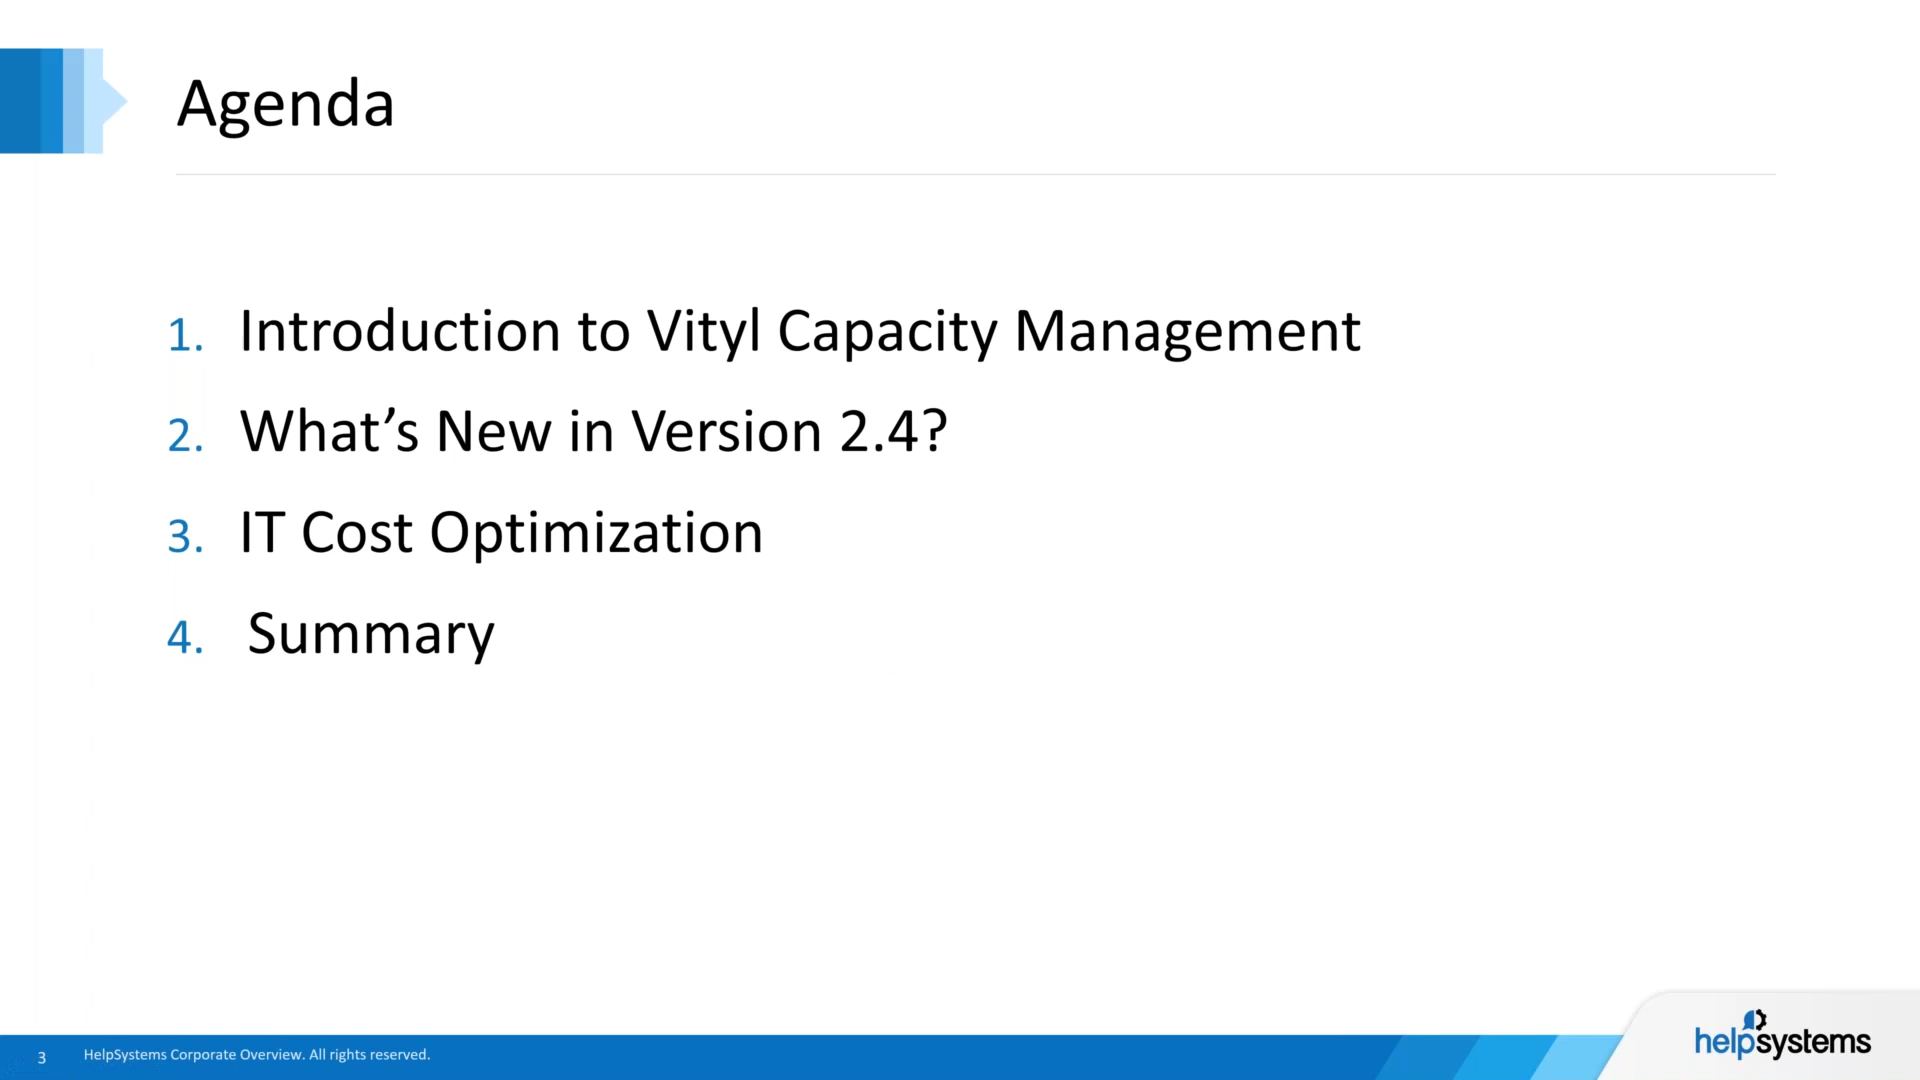 Agenda
1. Introduction to Vityl Capacity Management
2. What’s New in Version 2.4?
3. IT Cost Optimization
4. Summary
3 HelpSystems Corporate Overview. All rights reserved.
helpsystems